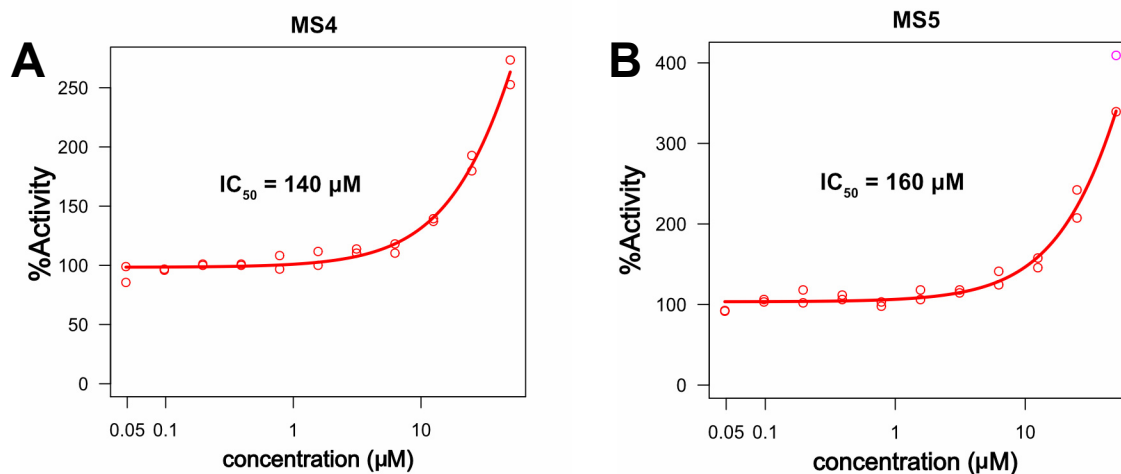 A
MS4
%Activity
250
200
150
100
50
0
IC₅₀ = 140 µM
0.05 0.1 1 10
concentration (µM)
B
MS5
%Activity
400
300
200
100
0
IC₅₀ = 160 µM
0.05 0.1 1 10
concentration (µM)